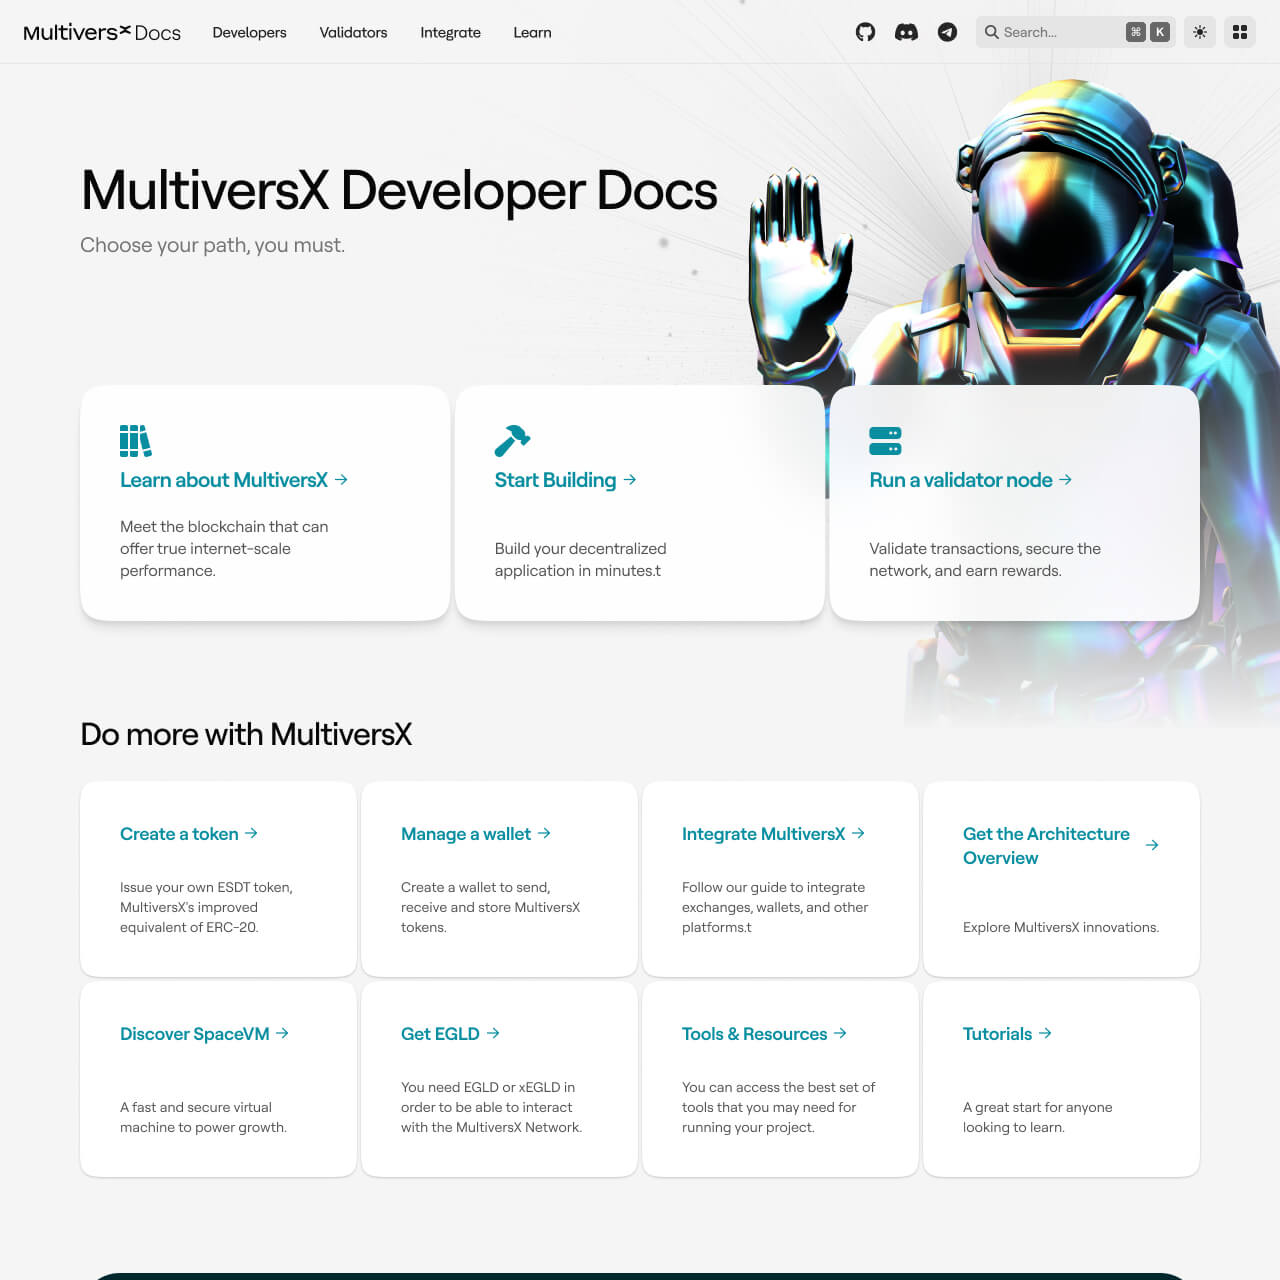 MultiversX Docs Developers Validators Integrate Learn Search... ⌘ K
MultiversX Developer Docs
Choose your path, you must.
Learn about MultiversX →
Meet the blockchain that can
offer true internet-scale
performance.
Start Building →
Build your decentralized
application in minutes.t
Run a validator node →
Validate transactions, secure the
network, and earn rewards.
Do more with MultiversX
Create a token →
Issue your own ESDT token,
MultiversX's improved
equivalent of ERC-20.
Manage a wallet →
Create a wallet to send,
receive and store MultiversX
tokens.
Integrate MultiversX →
Follow our guide to integrate
exchanges, wallets, and other
platforms.t
Get the Architecture
Overview →
Explore MultiversX innovations.
Discover SpaceVM →
A fast and secure virtual
machine to power growth.
Get EGLD →
You need EGLD or xEGLD in
order to be able to interact
with the MultiversX Network.
Tools & Resources →
You can access the best set of
tools that you may need for
running your project.
Tutorials →
A great start for anyone
looking to learn.